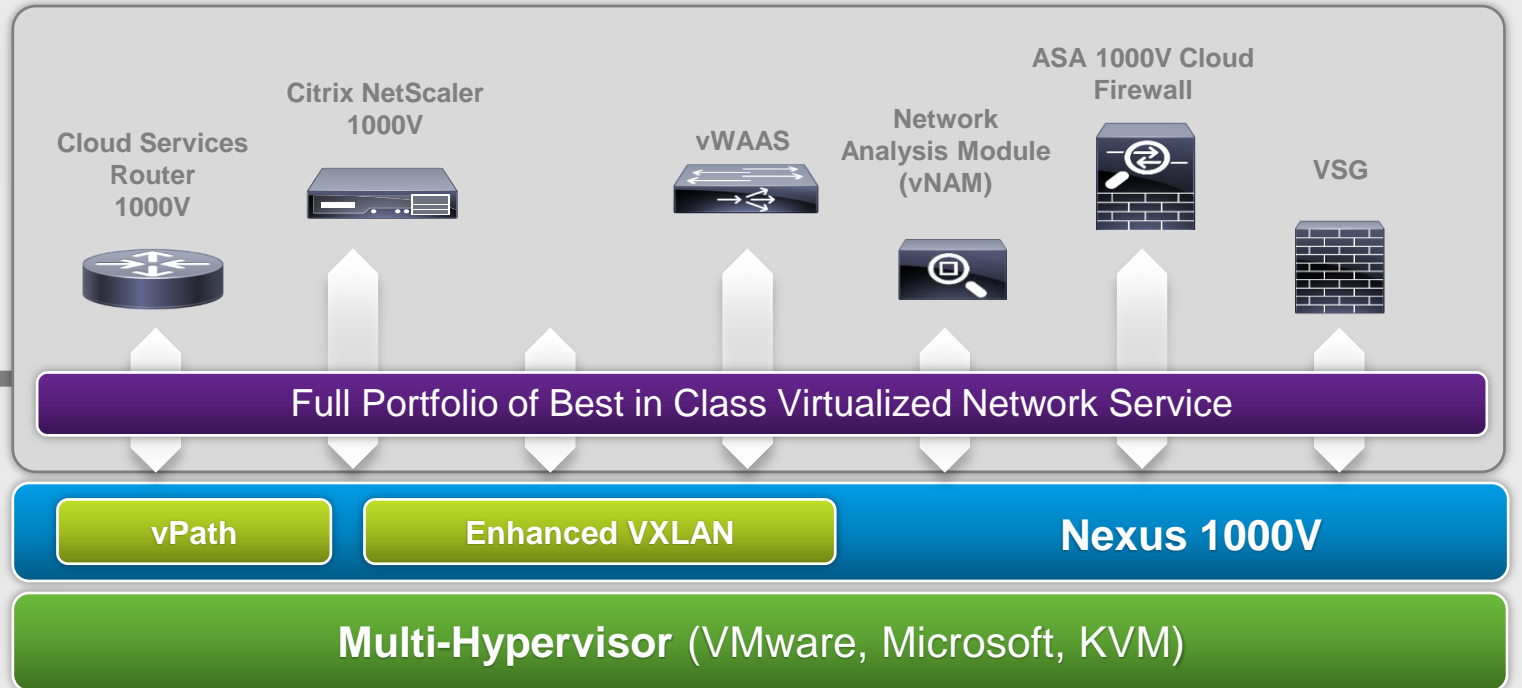 Cloud Services
Router
1000V
Citrix NetScaler
1000V
vWAAS
Network
Analysis Module
(vNAM)
ASA 1000V Cloud
Firewall
VSG
Full Portfolio of Best in Class Virtualized Network Service
vPath
Enhanced VXLAN
Nexus 1000V
Multi-Hypervisor (VMware, Microsoft, KVM)